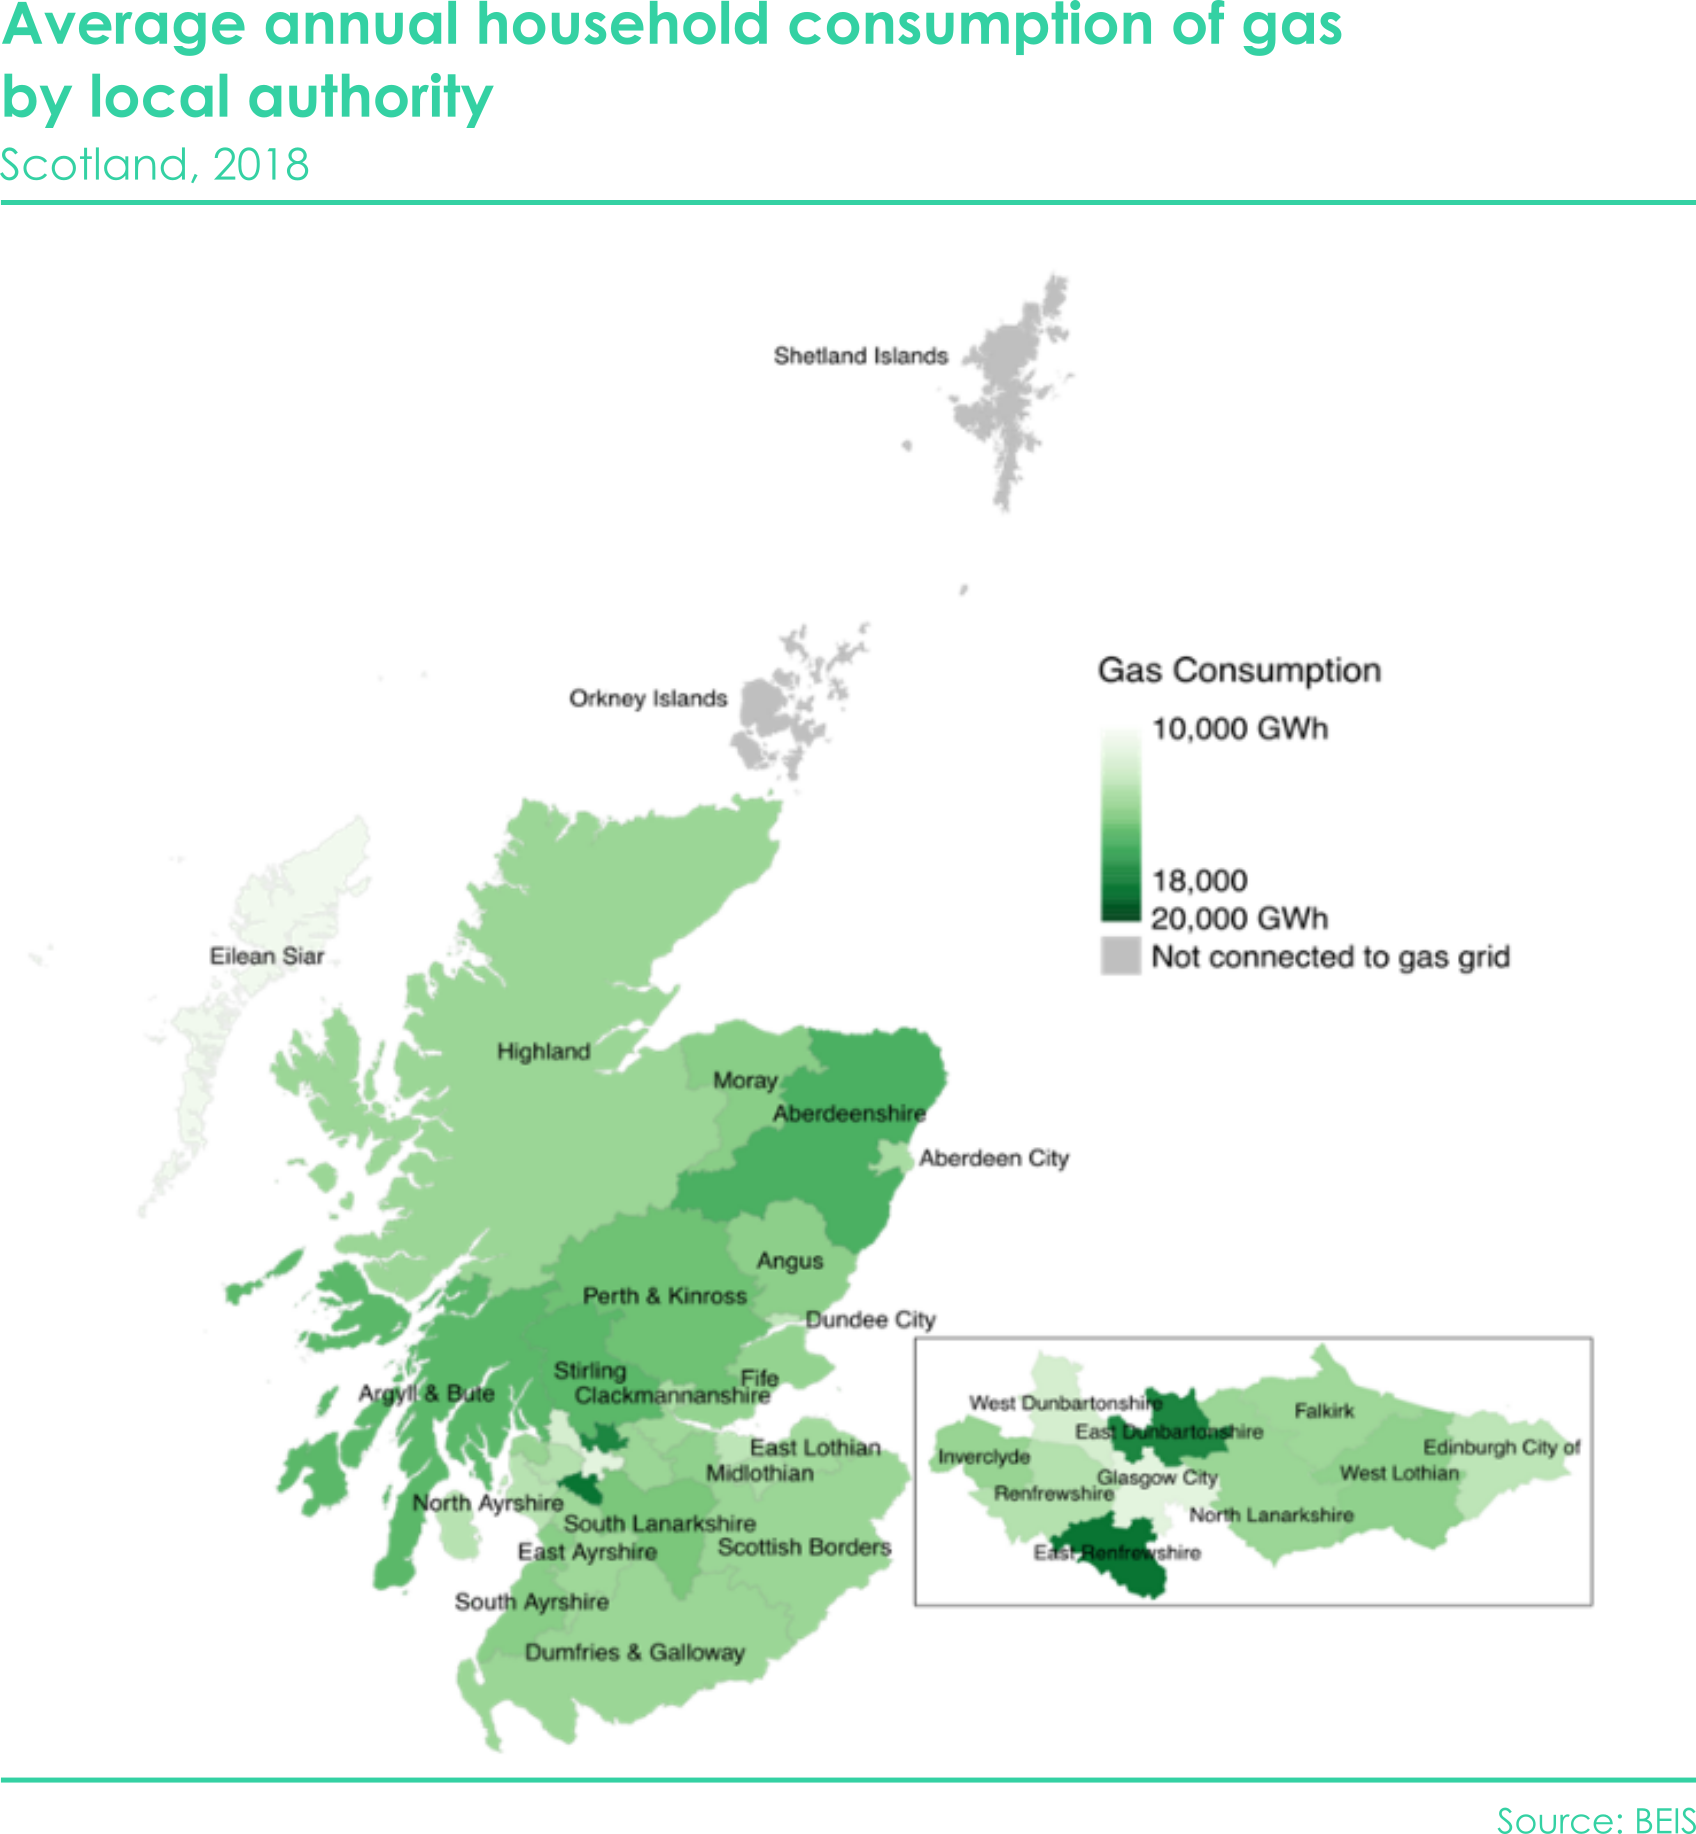 Average annual household consumption of gas
by local authority
Scotland, 2018
Shetland Islands
Orkney Islands
Gas Consumption
10,000 GWh
18,000
20,000 GWh
Not connected to gas grid
Eilean Siar
Highland
Moray
Aberdeenshire
Aberdeen City
Angus
Perth & Kinross
Dundee City
Stirling
Fife
Argyll & Bute
Clackmannanshire
East Lothian
Midlothian
North Ayrshire
South Lanarkshire
East Ayrshire
Scottish Borders
South Ayrshire
Dumfries & Galloway
West Dunbartonshire
East Dunbartonshire
Falkirk
Inverclyde
Edinburgh City of
Glasgow City
West Lothian
Renfrewshire
North Lanarkshire
East Renfrewshire
Source: BEIS